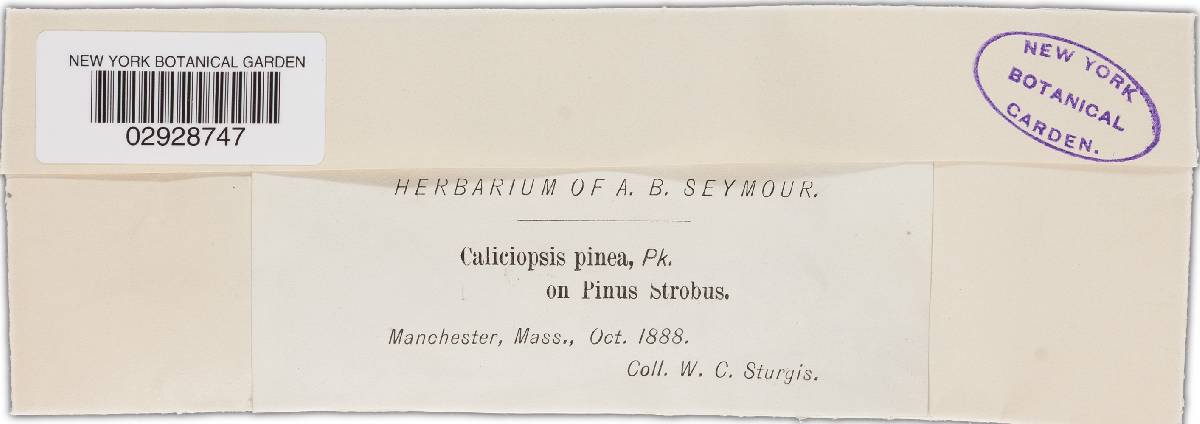 NEW YORK BOTANICAL GARDEN
02928747
NEW YORK
BOTANICAL
GARDEN.
HERBARIUM OF A. B. SEYMOUR.
Caliciopsis pinea, Pk.
on Pinus Strobus.
Manchester, Mass., Oct. 1888.
Coll. W. C. Sturgis.